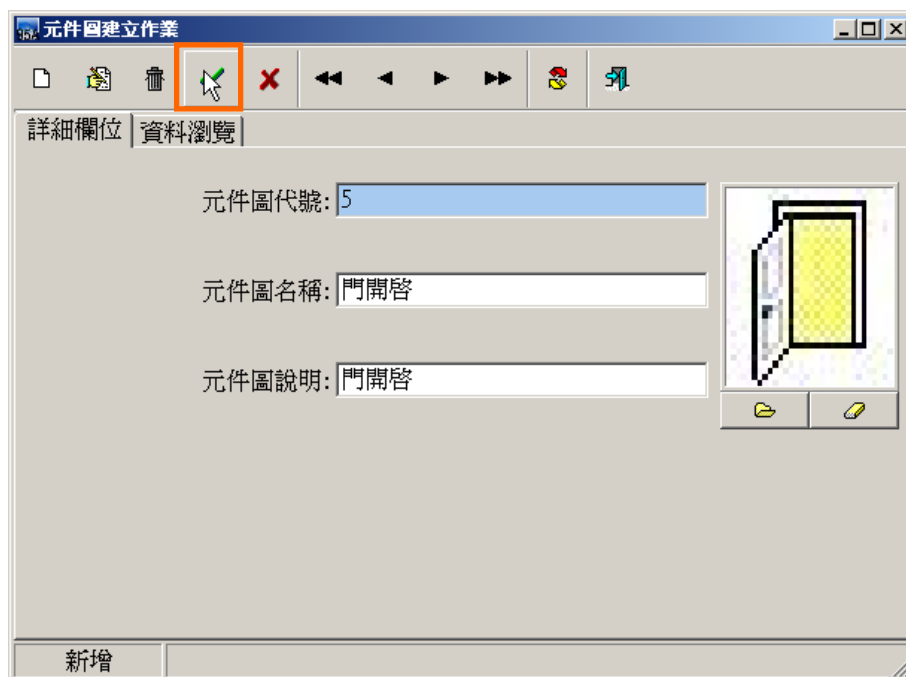 元件圖建立作業
詳細欄位 資料瀏覽
元件圖代號: 5
元件圖名稱: 門開啓
元件圖說明: 門開啓
新增